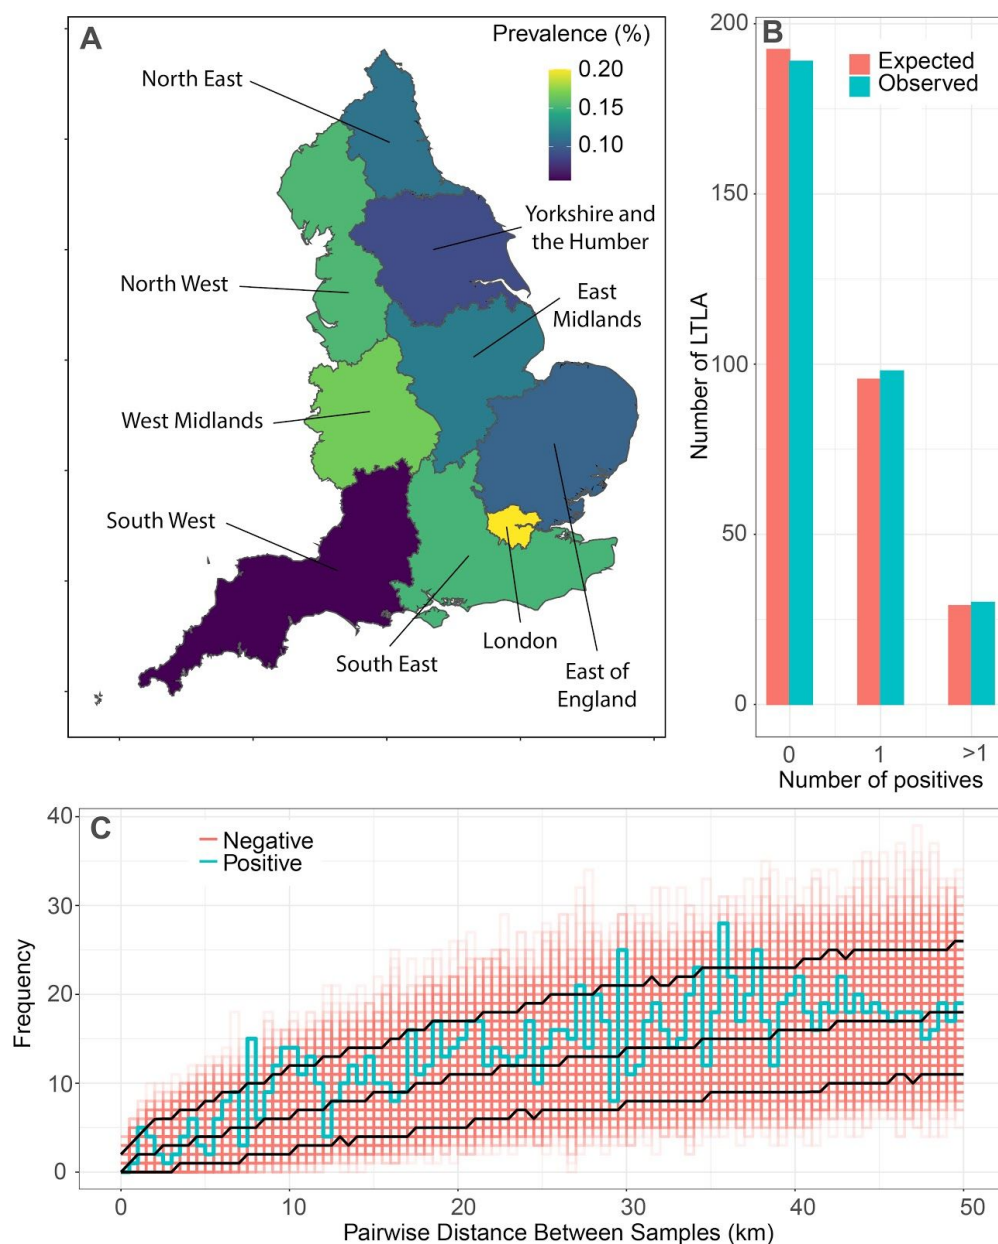 A
Prevalence (%)
0.20
0.15
0.10
North East
Yorkshire and
the Humber
North West
East
Midlands
West Midlands
South West
South East
London
East of
England
B
Expected
Observed
200
150
100
50
0
Number of LTLA
0 1 >1
Number of positives
C
Negative
Positive
40
30
20
10
0
Frequency
0 10 20 30 40 50
Pairwise Distance Between Samples (km)